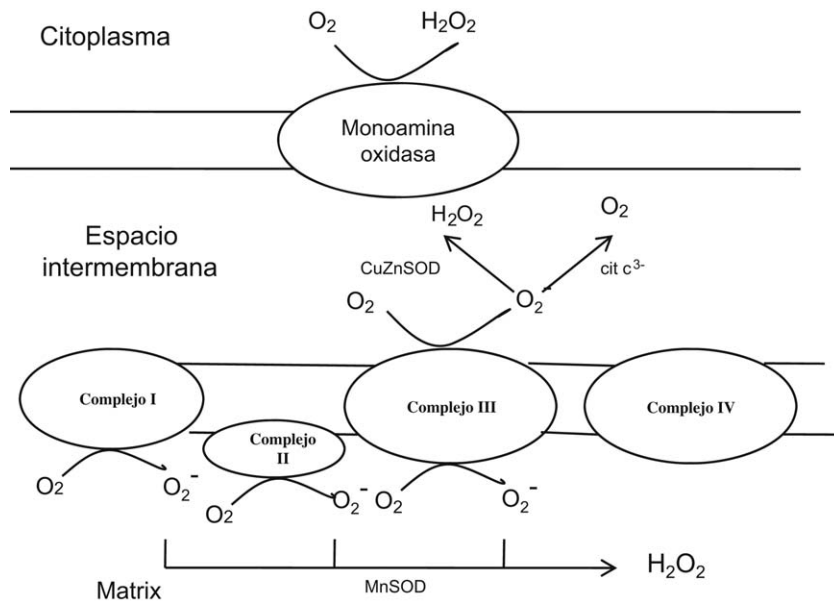 Citoplasma
O₂
H₂O₂
Monoamina
oxidasa
Espacio
intermembrana
H₂O₂
O₂
CuZnSOD
cit c³⁻
O₂
O₂⁻
Complejo I
Complejo
II
Complejo III
Complejo IV
O₂
O₂⁻
O₂
O₂⁻
O₂
O₂⁻
MnSOD
H₂O₂
Matrix